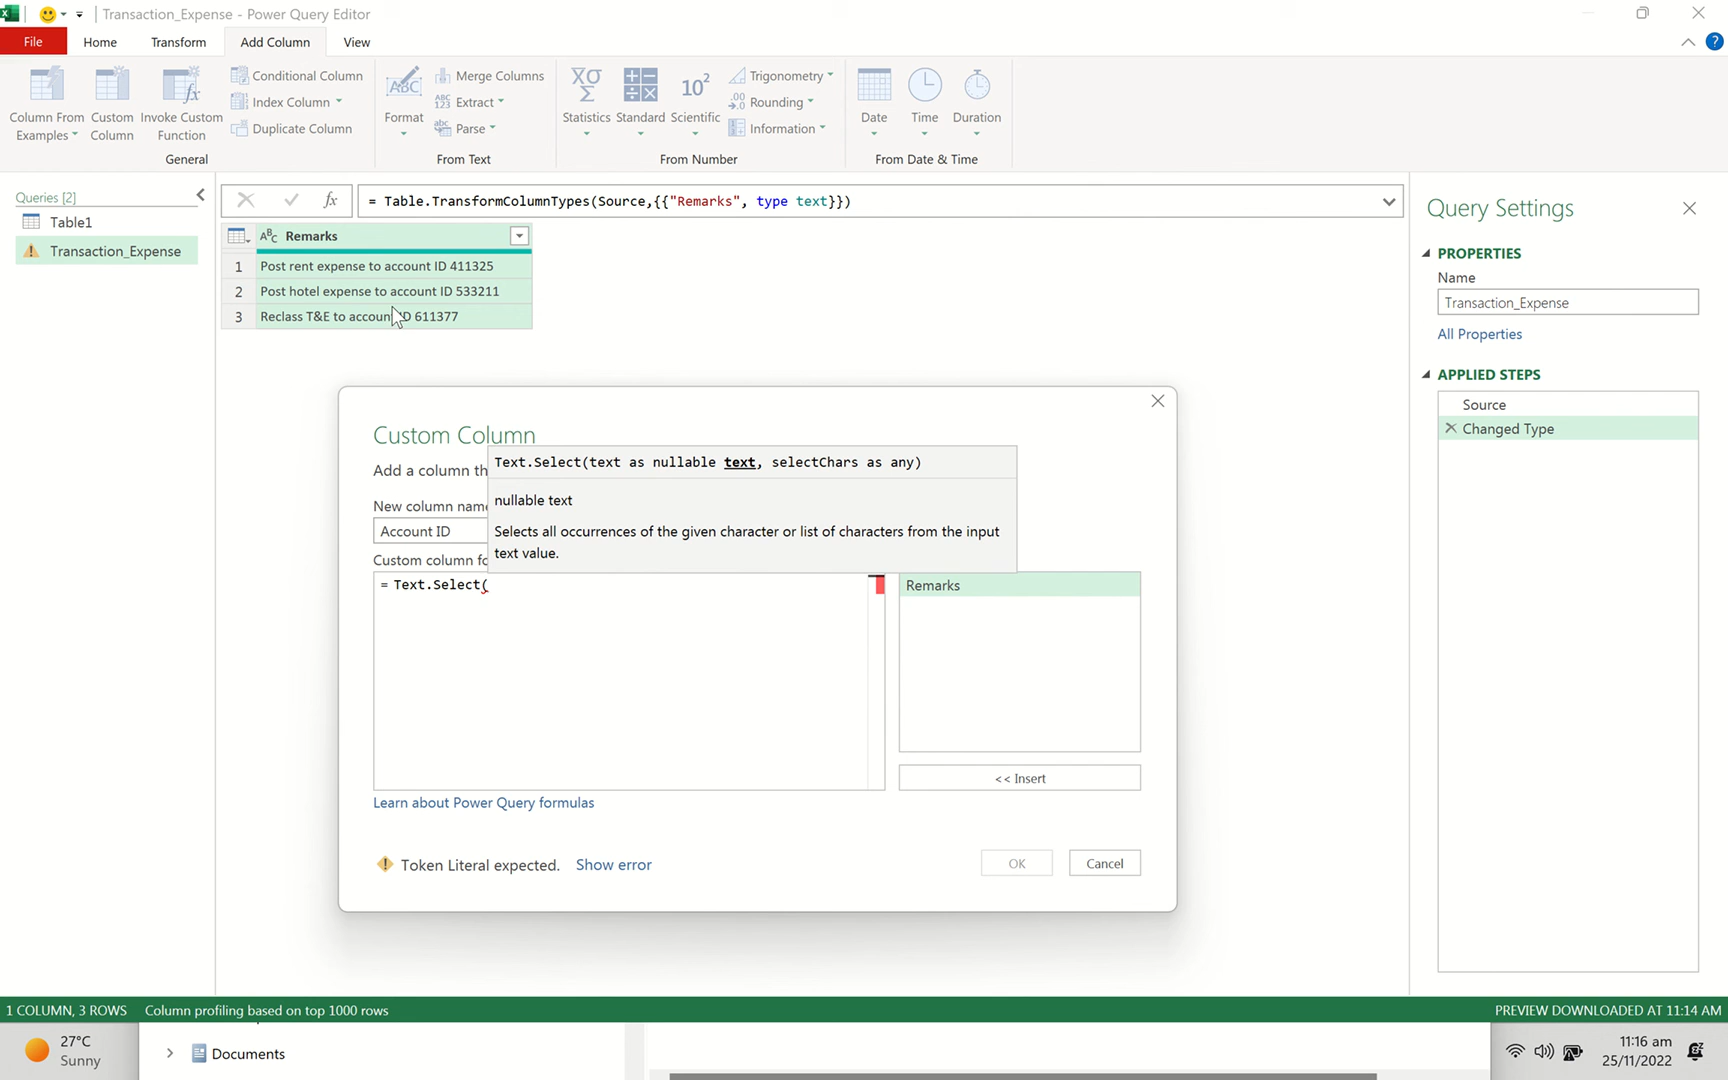 Transaction_Expense - Power Query Editor
File
Home
Transform
Add Column
View
?
Column From Examples
Custom Column
Invoke Custom Function
Conditional Column
Index Column
Duplicate Column
General
Format
Merge Columns
Extract
Parse
From Text
Statistics
Standard
Scientific
Trigonometry
Rounding
Information
From Number
Date
Time
Duration
From Date & Time
Queries [2]
Table1
Transaction_Expense
fx
= Table.TransformColumnTypes(Source,{{"Remarks", type text}})
Remarks
1 Post rent expense to account ID 411325
2 Post hotel expense to account ID 533211
3 Reclass T&E to account ID 611377
Query Settings
PROPERTIES
Name
Transaction_Expense
All Properties
APPLIED STEPS
Source
Changed Type
Custom Column
Add a column th
New column name
Account ID
Text.Select(text as nullable text, selectChars as any)
nullable text
Selects all occurrences of the given character or list of characters from the input
text value.
Custom column fo
= Text.Select(
Remarks
<< Insert
Learn about Power Query formulas
Token Literal expected.
Show error
OK
Cancel
1 COLUMN, 3 ROWS
Column profiling based on top 1000 rows
PREVIEW DOWNLOADED AT 11:14 AM
27°C
Sunny
Documents
11:16 am
25/11/2022